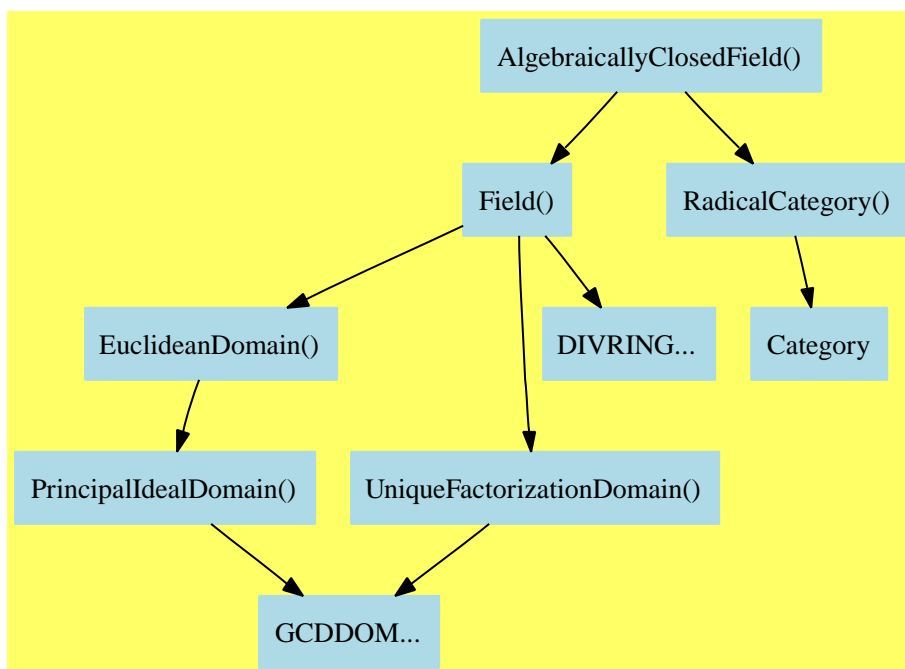 AlgebraicallyClosedField()
Field()
RadicalCategory()
EuclideanDomain()
DIVRING...
Category
PrincipalIdealDomain()
UniqueFactorizationDomain()
GCDDOM...